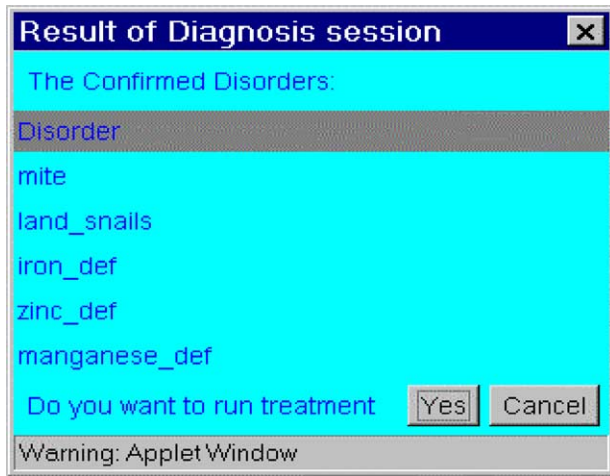 Result of Diagnosis session
The Confirmed Disorders:
Disorder
mite
land_snails
iron_def
zinc_def
manganese_def
Do you want to run treatment Yes Cancel
Warning: Applet Window